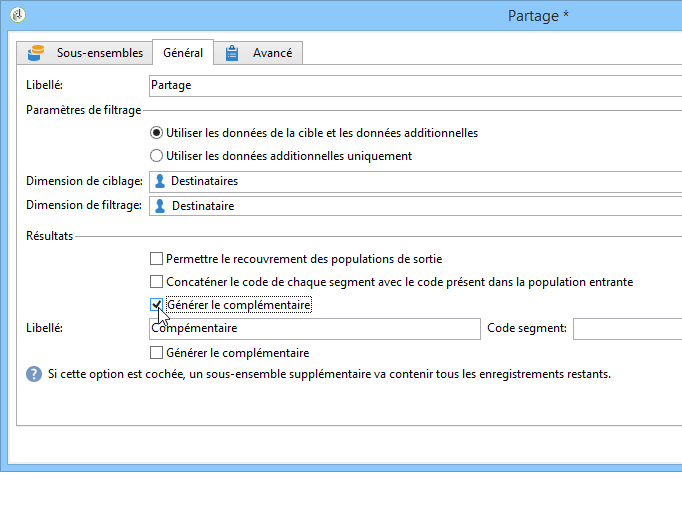 Partage *
Sous-ensembles Général Avancé
Libellé: Partage
Paramètres de filtrage
Utiliser les données de la cible et les données additionnelles
Utiliser les données additionnelles uniquement
Dimension de ciblage: Destinataires
Dimension de filtrage: Destinataire
Résultats
Permettre le recouvrement des populations de sortie
Concaténer le code de chaque segment avec le code présent dans la population entrante
Générer le complémentaire
Libellé: Compémentaire Code segment:
Générer le complémentaire
? Si cette option est cochée, un sous-ensemble supplémentaire va contenir tous les enregistrements restants.